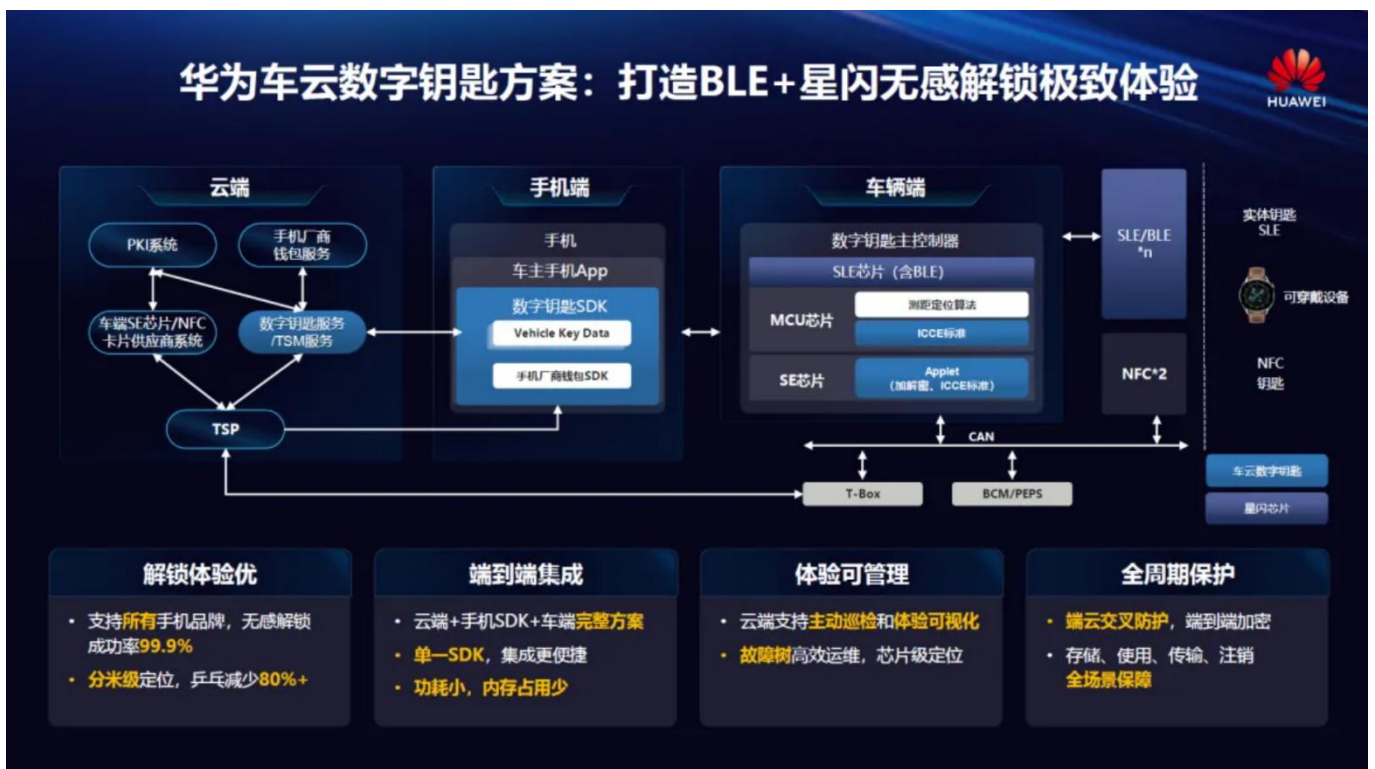 华为车云数字钥匙方案：打造BLE+星闪无感解锁极致体验
HUAWEI
云端
PKI系统
手机厂商
钱包服务
车端SE芯片/NFC
卡片供应商系统
数字钥匙服务
/TSM服务
TSP
手机端
手机
车主手机App
数字钥匙SDK
Vehicle Key Data
手机厂商钱包SDK
车辆端
数字钥匙主控制器
SLE芯片（含BLE）
MCU芯片
测距定位算法
ICCE标准
SE芯片
Applet
（加解密、ICCE标准）
SLE/BLE
*n
NFC*2
CAN
T-Box
BCM/PEPS
实体钥匙
SLE
可穿戴设备
NFC
钥匙
车云数字钥匙
星闪芯片
解锁体验优
• 支持所有手机品牌，无感解锁
成功率99.9%
• 分米级定位，乒乓减少80%+
端到端集成
• 云端+手机SDK+车端完整方案
• 单一SDK，集成更便捷
• 功耗小，内存占用少
体验可管理
• 云端支持主动巡检和体验可视化
• 故障树高效运维，芯片级定位
全周期保护
• 端云交叉防护，端到端加密
• 存储、使用、传输、注销
全场景保障